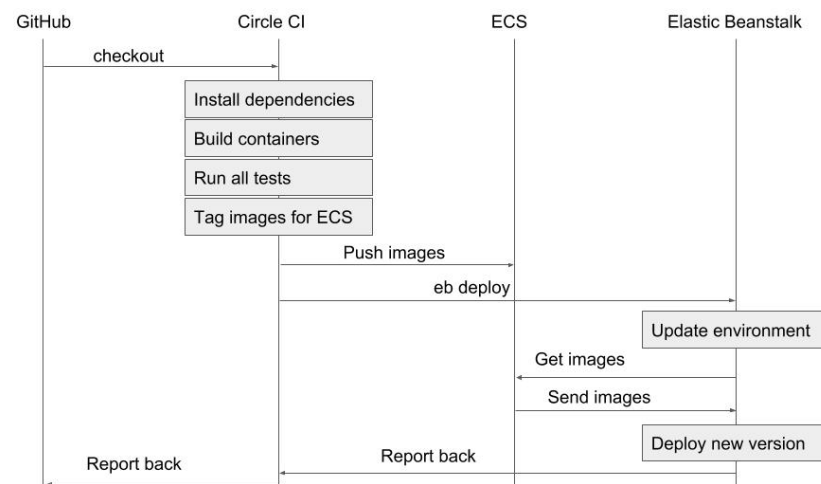 GitHub
Circle CI
ECS
Elastic Beanstalk
checkout
Install dependencies
Build containers
Run all tests
Tag images for ECS
Push images
eb deploy
Update environment
Get images
Send images
Deploy new version
Report back
Report back